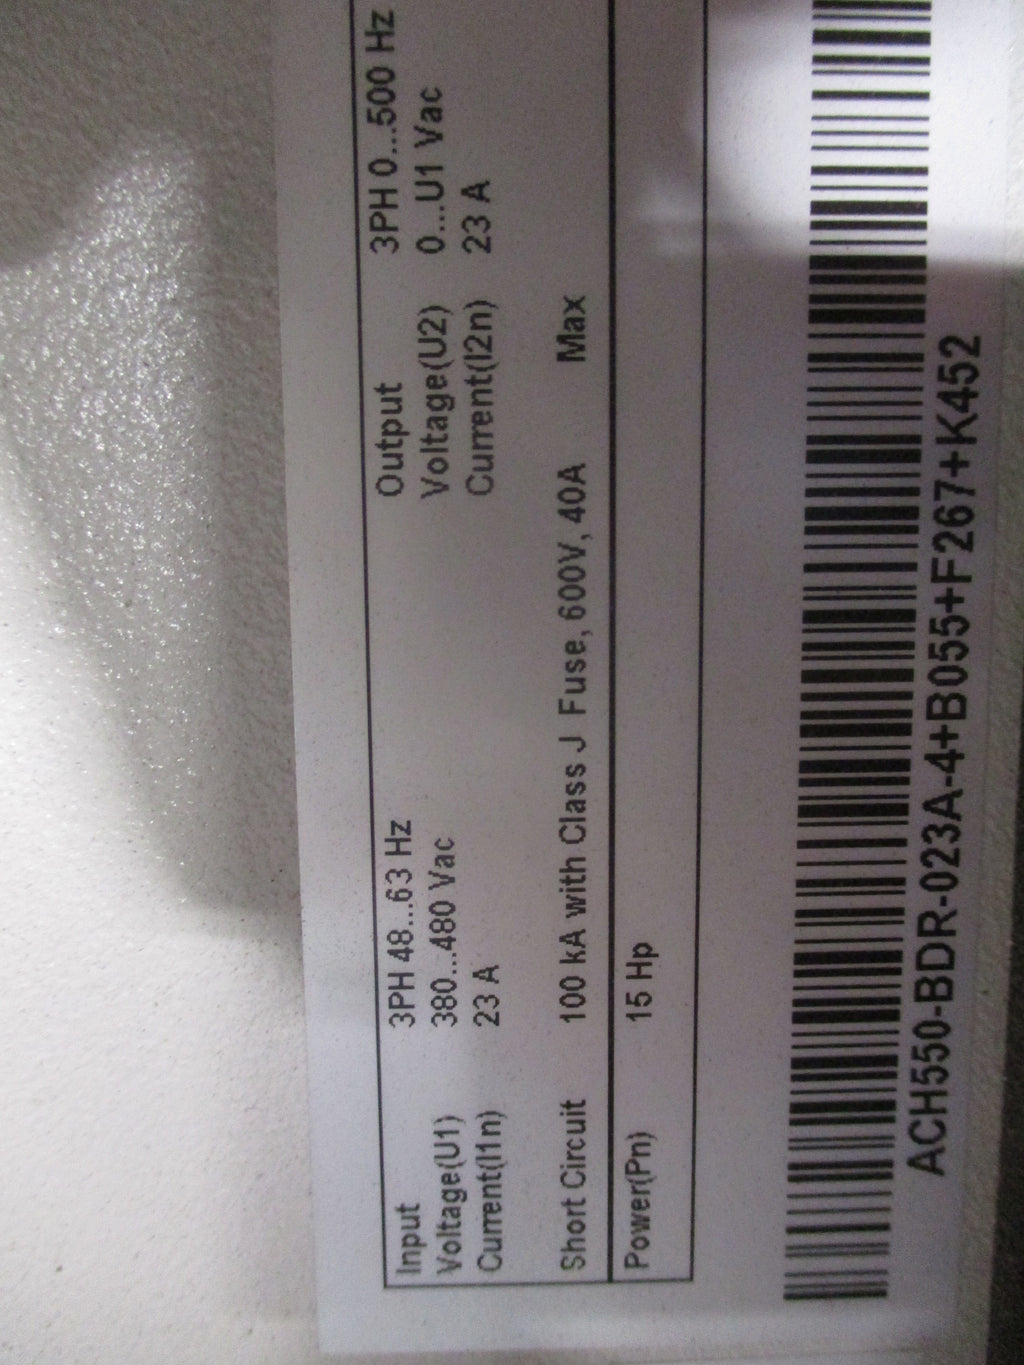 Input 3PH 48...63 Hz Output 3PH 0...500 Hz
Voltage(U1) 380...480 Vac Voltage(U2) 0...U1 Vac
Current(I1n) 23 A Current(I2n) 23 A
Short Circuit 100 kA with Class J Fuse, 600V, 40A Max
Power(Pn) 15 Hp
ACH550-BDR-023A-4+B055+F267+K452